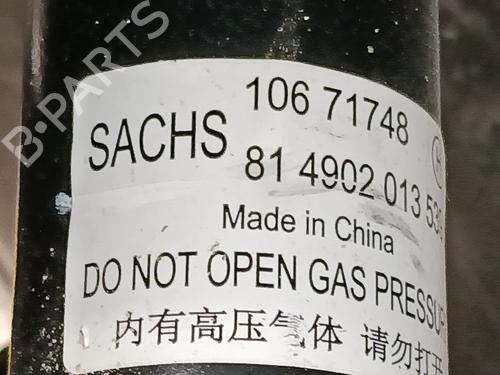 B-PARTS
SACHS
106 71748
H
81 4902 013
Made in China
DO NOT OPEN GAS
内有高压气体 请勿打开